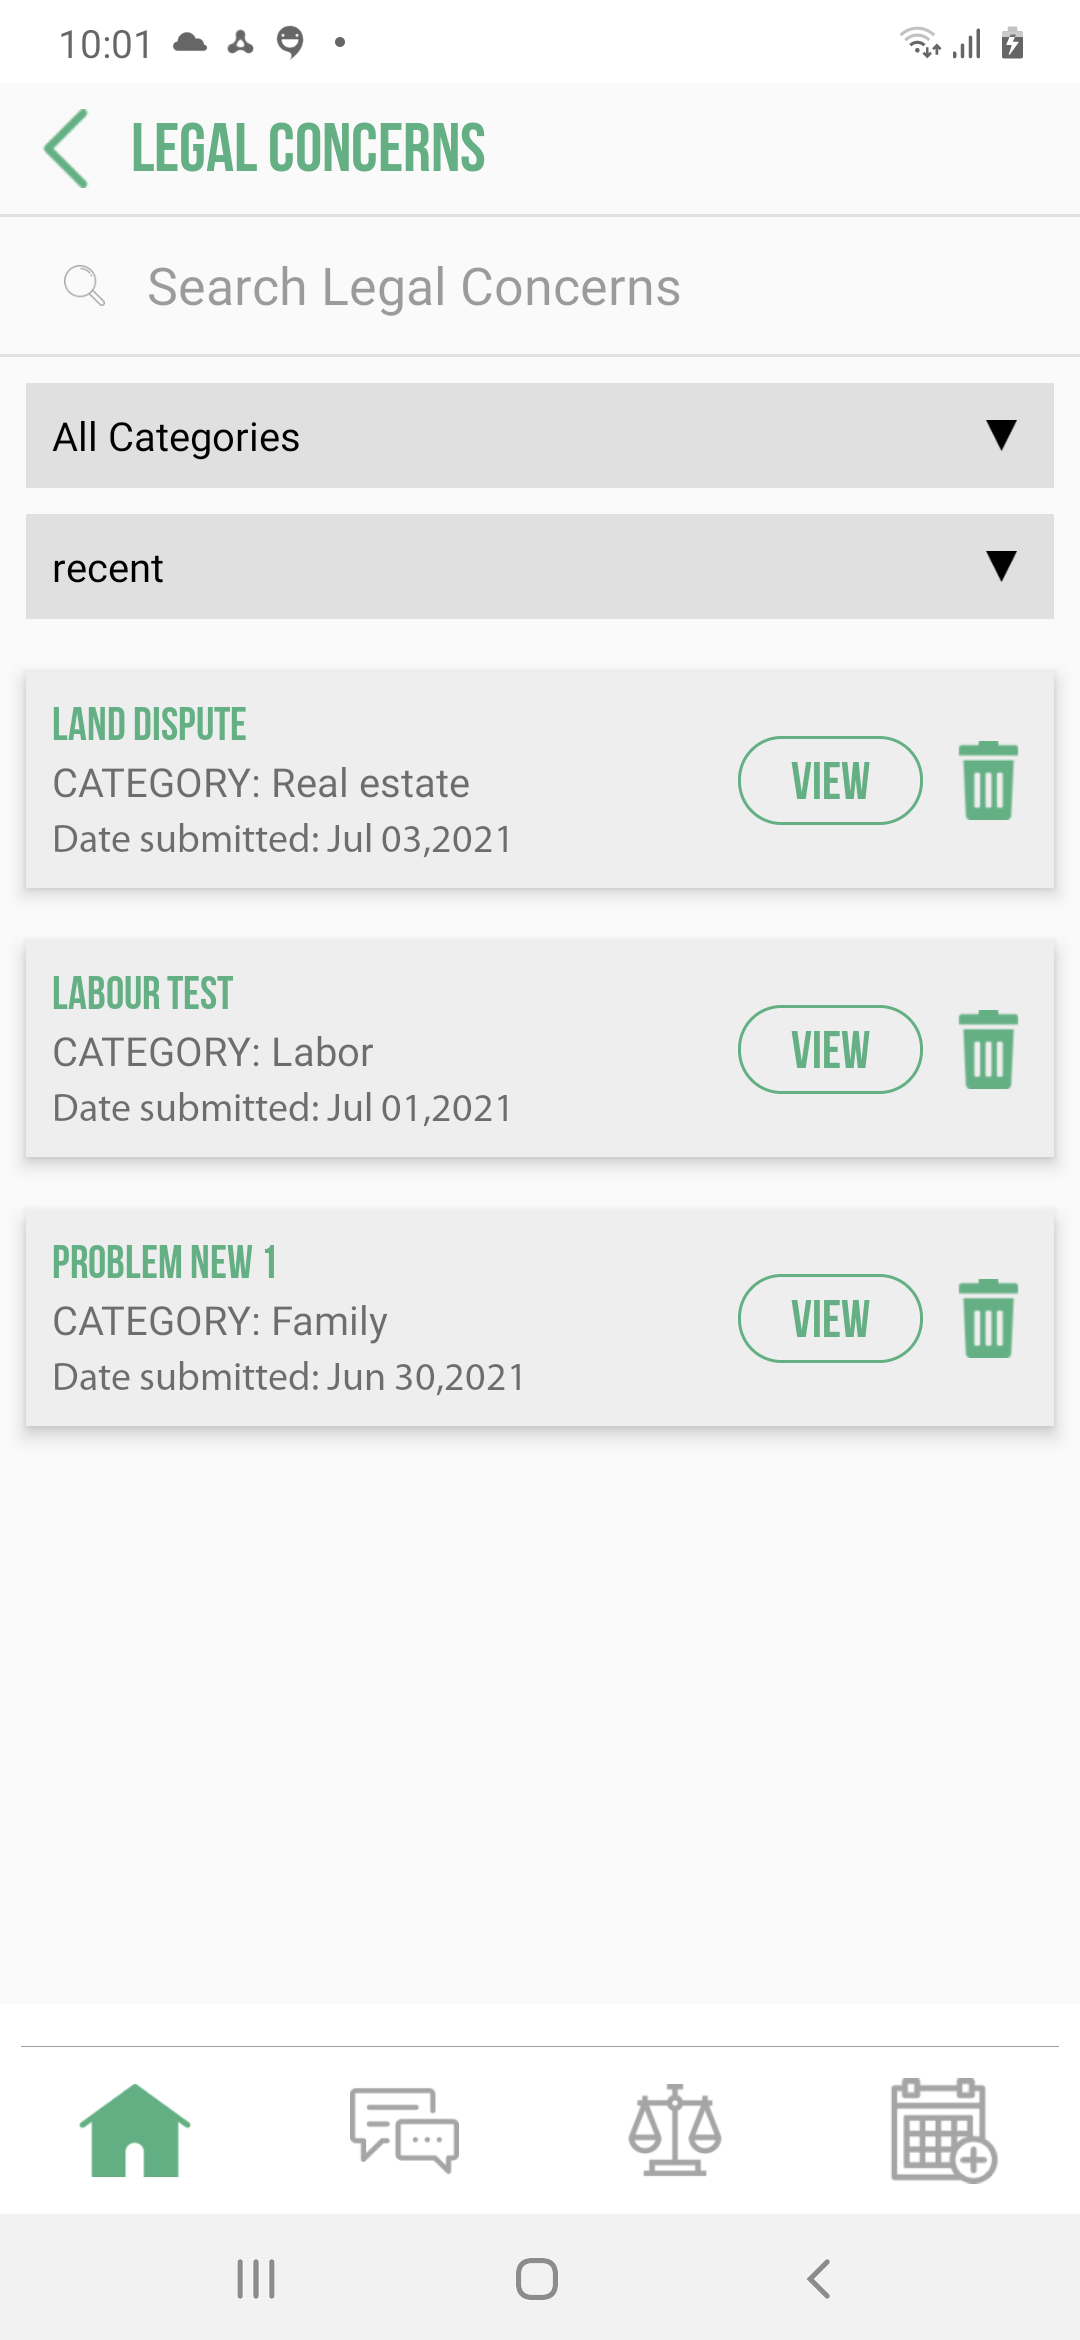 10:01
LEGAL CONCERNS
Search Legal Concerns
All Categories
recent
LAND DISPUTE
CATEGORY: Real estate
Date submitted: Jul 03,2021
VIEW
LABOUR TEST
CATEGORY: Labor
Date submitted: Jul 01,2021
VIEW
PROBLEM NEW 1
CATEGORY: Family
Date submitted: Jun 30,2021
VIEW